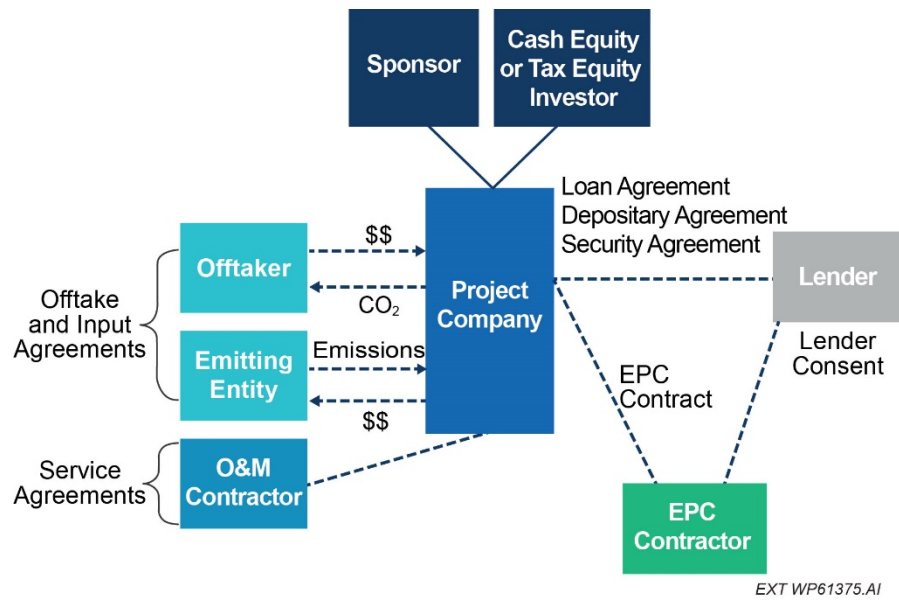 Sponsor
Cash Equity
or Tax Equity
Investor
Loan Agreement
Depositary Agreement
Security Agreement
$$
Offtaker
CO₂
Offtake
and Input
Agreements
Project
Company
Lender
Emissions
Emitting
Entity
$$
Lender
Consent
EPC
Contract
Service
Agreements
O&M
Contractor
EPC
Contractor
EXT WP61375.AI